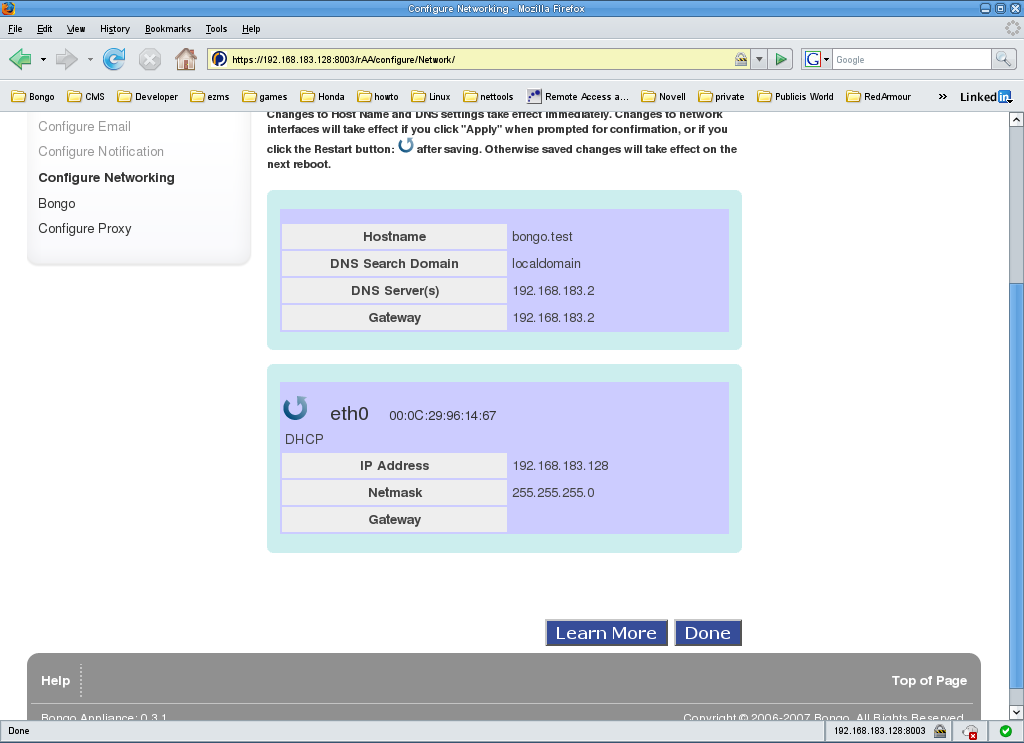 Configure Networking - Mozilla Firefox
File Edit View History Bookmarks Tools Help
https://192.168.183.128:8003/rAA/configure/Network/
G Google
Bongo CMS Developer ezms games Honda howto Linux nettools Remote Access a... Novell private Publicis World RedArmour » Linked in
Configure Email
Configure Notification
Configure Networking
Bongo
Configure Proxy
Changes to Host Name and DNS settings take effect immediately. Changes to network
interfaces will take effect if you click "Apply" when prompted for confirmation, or if you
click the Restart button: after saving. Otherwise saved changes will take effect on the
next reboot.
Hostname bongo.test
DNS Search Domain localdomain
DNS Server(s) 192.168.183.2
Gateway 192.168.183.2
eth0 00:0C:29:96:14:67
DHCP
IP Address 192.168.183.128
Netmask 255.255.255.0
Gateway
Learn More Done
Help Top of Page
Bongo Appliance: 0.3.1 Copyright © 2006-2007 Bongo. All Rights Reserved.
Done 192.168.183.128:8003